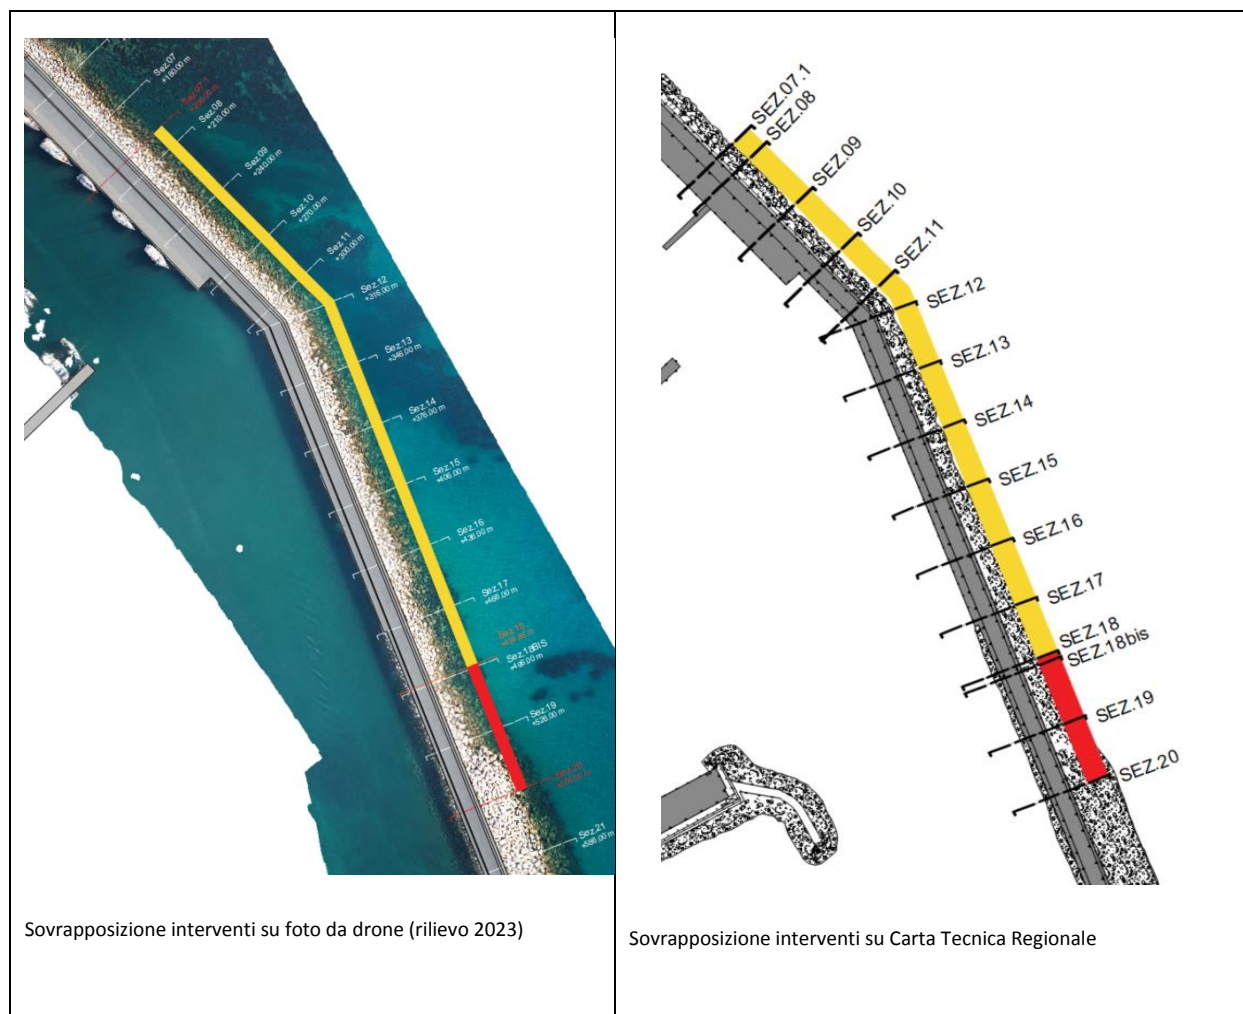 Sez.07
+180.00 m
Sez.07.1
Sez.08
+210.00 m
Sez.09
+240.00 m
Sez.10
+270.00 m
Sez.11
+300.00 m
Sez.12
+316.00 m
Sez.13
+346.00 m
Sez.14
+376.00 m
Sez.15
+406.00 m
Sez.16
+436.00 m
Sez.17
+466.00 m
Sez.18
Sez.18BIS
+496.00 m
Sez.19
+526.00 m
Sez.20
Sez.21
+586.00 m
Sovrapposizione interventi su foto da drone (rilievo 2023)
SEZ.07.1
SEZ.08
SEZ.09
SEZ.10
SEZ.11
SEZ.12
SEZ.13
SEZ.14
SEZ.15
SEZ.16
SEZ.17
SEZ.18
SEZ.18bis
SEZ.19
SEZ.20
Sovrapposizione interventi su Carta Tecnica Regionale